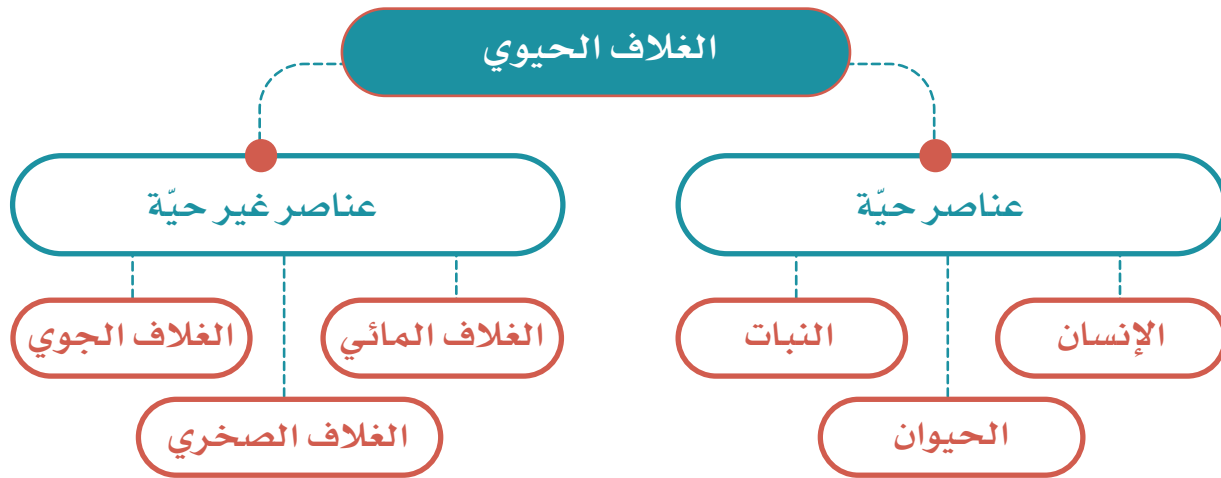 الغلاف الحيوي
عناصر حيّة
عناصر غير حيّة
الإنسان
النبات
الغلاف المائي
الغلاف الجوي
الحيوان
الغلاف الصخري